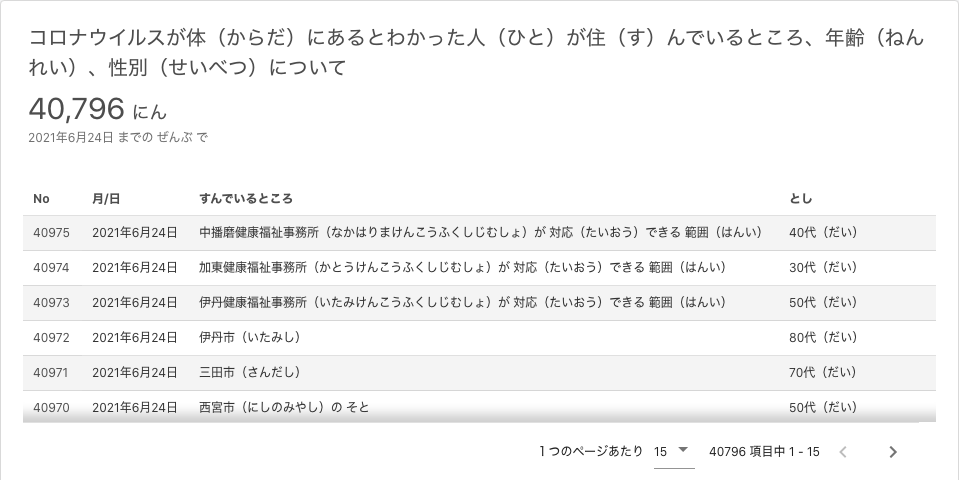 コロナウイルスが体（からだ）にあるとわかった人（ひと）が住（す）んでいるところ、年齢（ねん
れい）、性別（せいべつ）について
40,796 にん
2021年6月24日 までの ぜんぶ で
No 月/日 すんでいるところ とし
40975 2021年6月24日 中播磨健康福祉事務所（なかはりまけんこうふくしじむしょ）が 対応（たいおう）できる 範囲（はんい） 40代（だい）
40974 2021年6月24日 加東健康福祉事務所（かとうけんこうふくしじむしょ）が 対応（たいおう）できる 範囲（はんい） 30代（だい）
40973 2021年6月24日 伊丹健康福祉事務所（いたみけんこうふくしじむしょ）が 対応（たいおう）できる 範囲（はんい） 50代（だい）
40972 2021年6月24日 伊丹市（いたみし） 80代（だい）
40971 2021年6月24日 三田市（さんだし） 70代（だい）
40970 2021年6月24日 西宮市（にしのみやし）の そと 50代（だい）
1 つのページあたり 15 40796 項目中 1 - 15